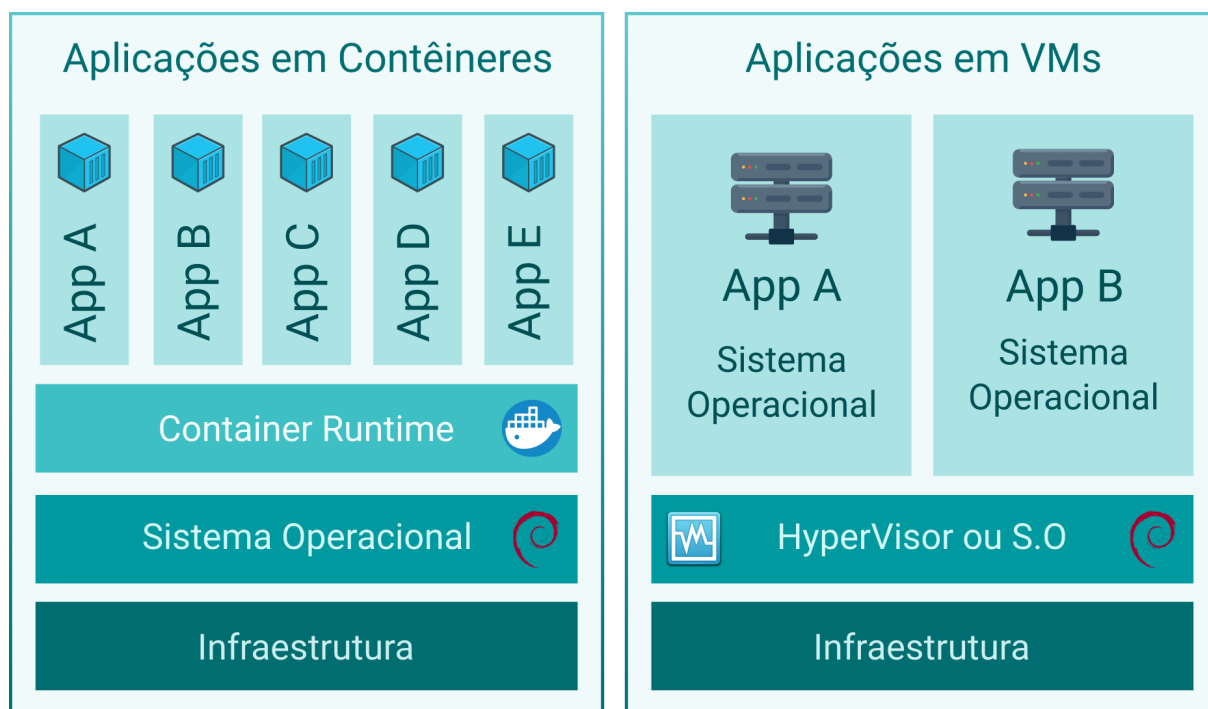 Aplicações em Contêineres
App A
App B
App C
App D
App E
Container Runtime
Sistema Operacional
Infraestrutura
Aplicações em VMs
App A
Sistema
Operacional
App B
Sistema
Operacional
HyperVisor ou S.O
Infraestrutura